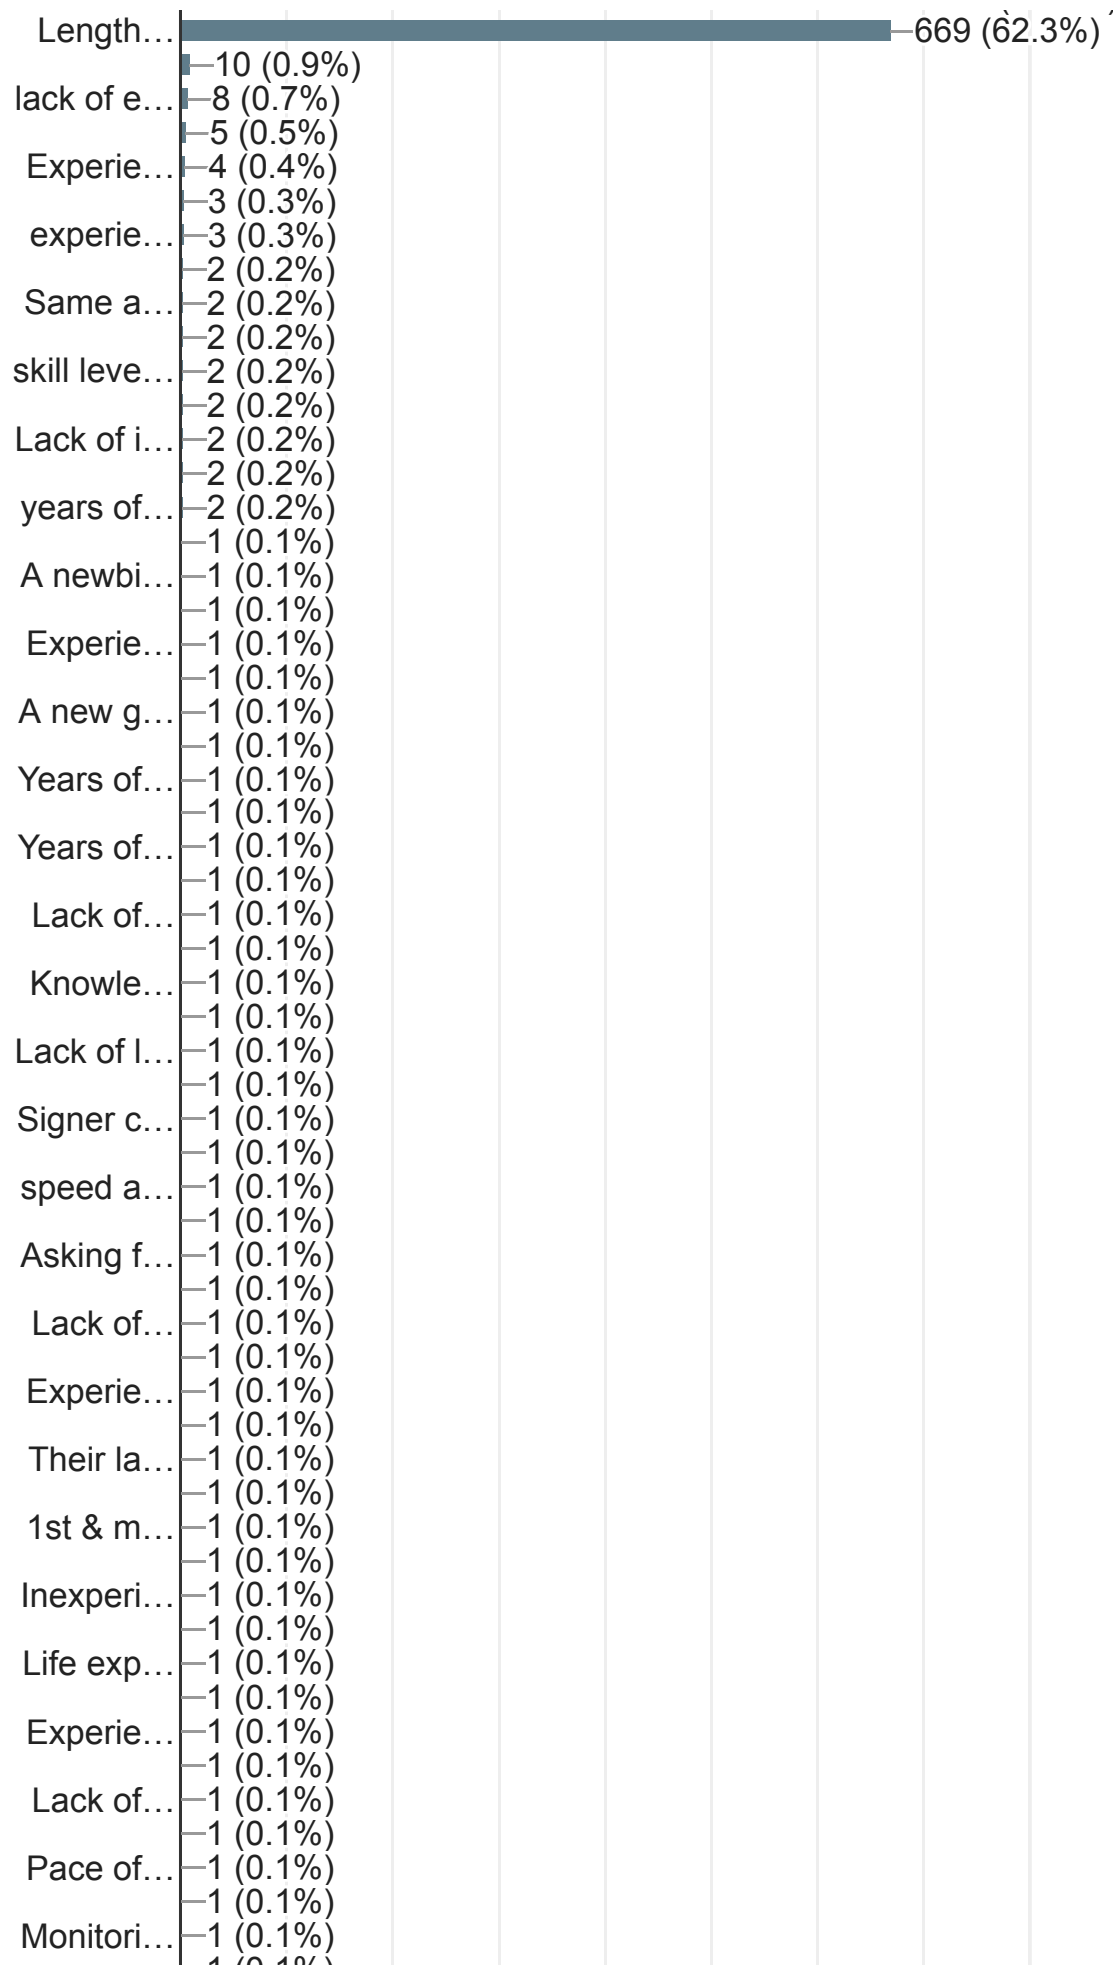 Length… 669 (62.3%)
10 (0.9%)
lack of e… 8 (0.7%)
5 (0.5%)
Experie… 4 (0.4%)
3 (0.3%)
experie… 3 (0.3%)
2 (0.2%)
Same a… 2 (0.2%)
2 (0.2%)
skill leve… 2 (0.2%)
2 (0.2%)
Lack of i… 2 (0.2%)
2 (0.2%)
years of… 2 (0.2%)
1 (0.1%)
A newbi… 1 (0.1%)
1 (0.1%)
Experie… 1 (0.1%)
1 (0.1%)
A new g… 1 (0.1%)
1 (0.1%)
Years of… 1 (0.1%)
1 (0.1%)
Years of… 1 (0.1%)
1 (0.1%)
Lack of… 1 (0.1%)
1 (0.1%)
Knowle… 1 (0.1%)
1 (0.1%)
Lack of l… 1 (0.1%)
1 (0.1%)
Signer c… 1 (0.1%)
1 (0.1%)
speed a… 1 (0.1%)
1 (0.1%)
Asking f… 1 (0.1%)
1 (0.1%)
Lack of… 1 (0.1%)
1 (0.1%)
Experie… 1 (0.1%)
1 (0.1%)
Their la… 1 (0.1%)
1 (0.1%)
1st & m… 1 (0.1%)
1 (0.1%)
Inexperi… 1 (0.1%)
1 (0.1%)
Life exp… 1 (0.1%)
1 (0.1%)
Experie… 1 (0.1%)
1 (0.1%)
Lack of… 1 (0.1%)
1 (0.1%)
Pace of… 1 (0.1%)
1 (0.1%)
Monitori… 1 (0.1%)
1 (0.1%)